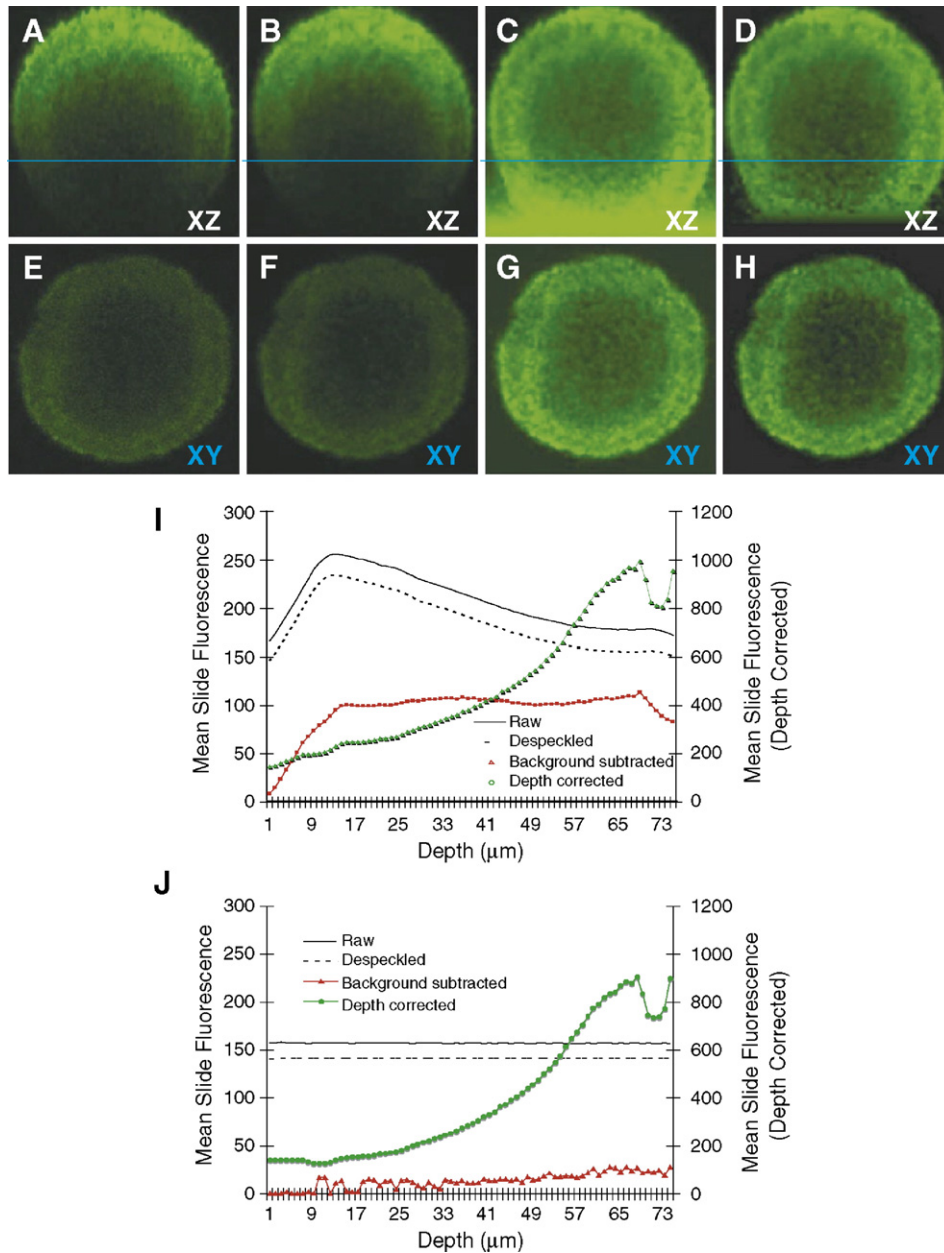 A B C D
XZ XZ XZ XZ
E F G H
XY XY XY XY
I
Mean Slide Fluorescence
300
250
200
150
100
50
0
Raw
Despeckled
Background subtracted
Depth corrected
1200
1000
800
600
400
200
0
Mean Slide Fluorescence
(Depth Corrected)
1 9 17 25 33 41 49 57 65 73
Depth (μm)
J
Mean Slide Fluorescence
300
250
200
150
100
50
0
Raw
Despeckled
Background subtracted
Depth corrected
1200
1000
800
600
400
200
0
Mean Slide Fluorescence
(Depth Corrected)
1 9 17 25 33 41 49 57 65 73
Depth (μm)